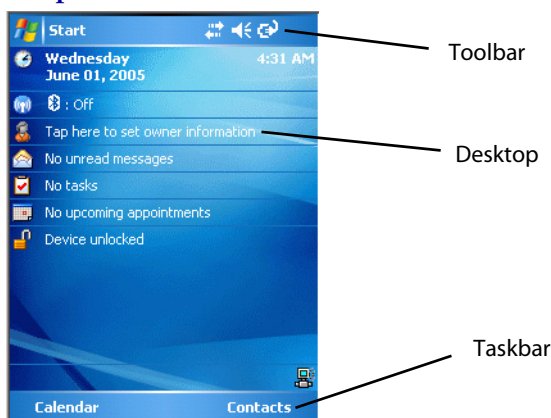 Start
Toolbar
Wednesday 4:31 AM
June 01, 2005
: Off
Tap here to set owner information
Desktop
No unread messages
No tasks
No upcoming appointments
Device unlocked
Taskbar
Calendar Contacts